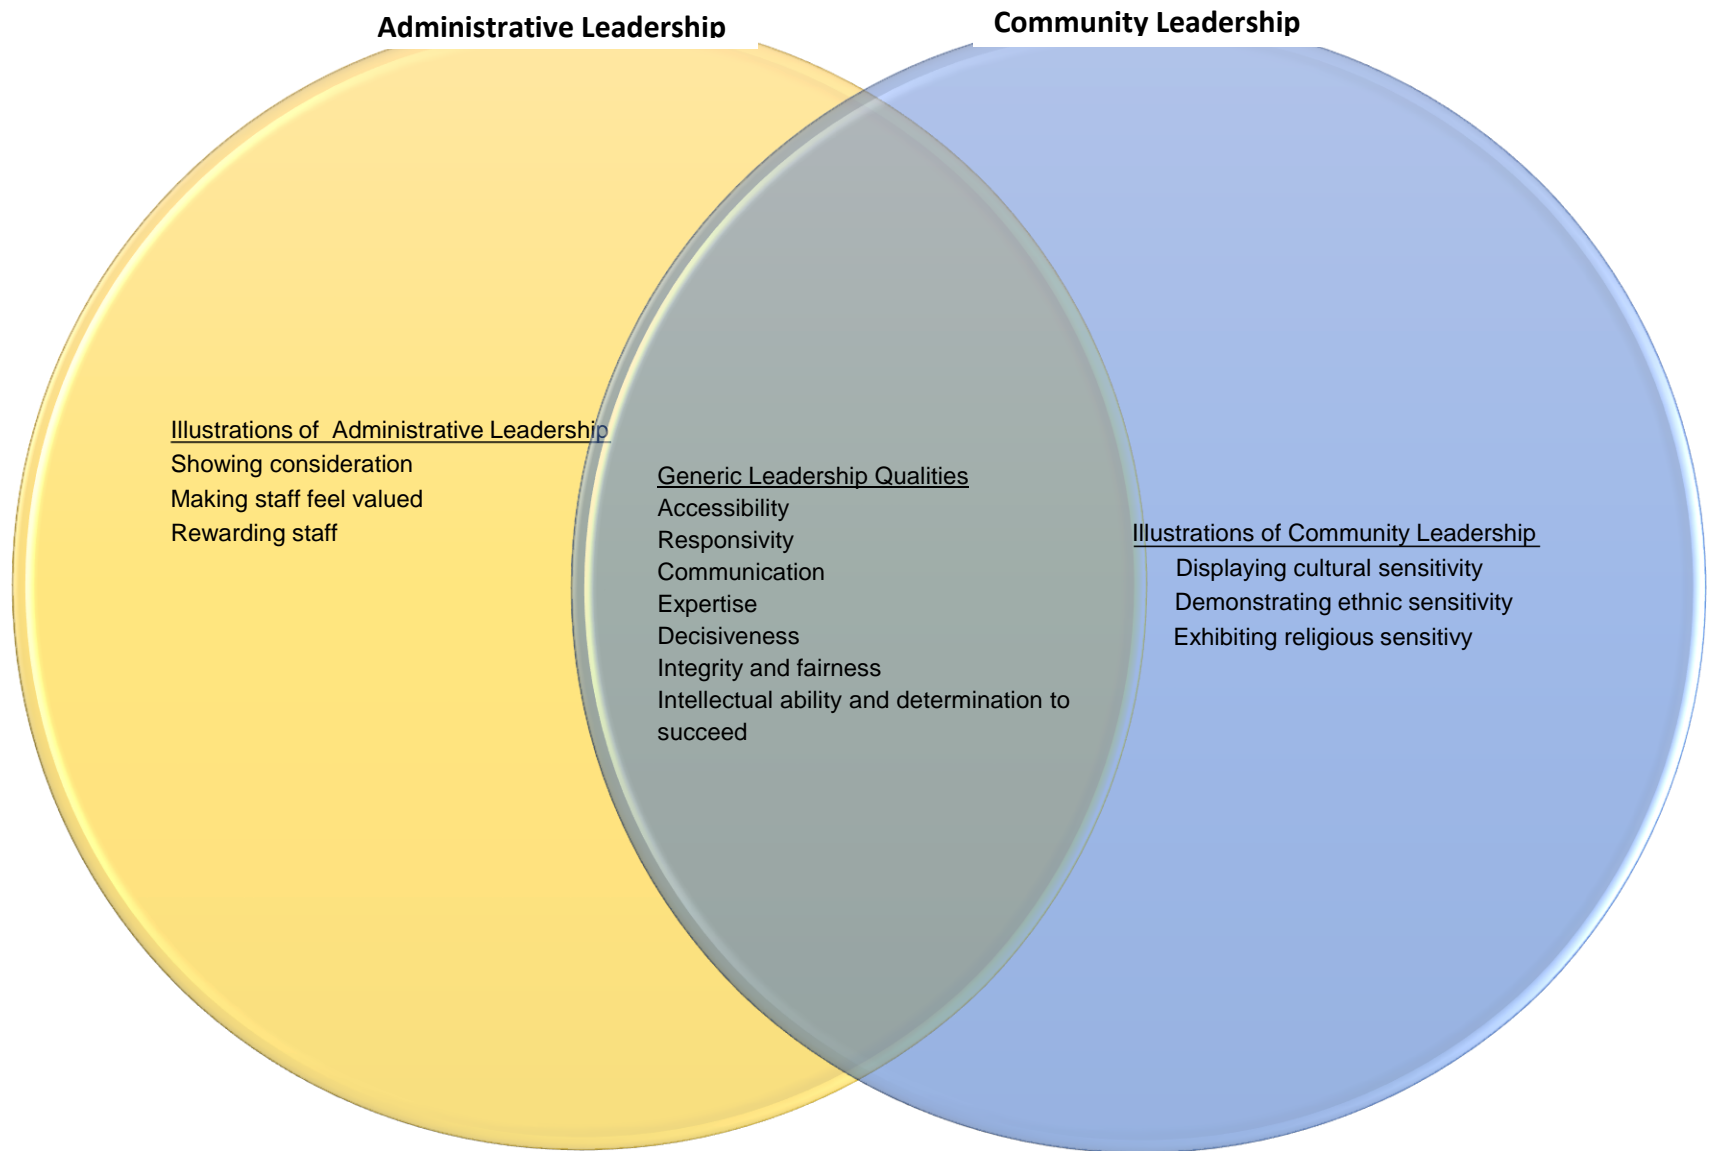 Administrative Leadership
Community Leadership
Illustrations of  Administrative Leadership
Showing consideration
Making staff feel valued
Rewarding staff
Generic Leadership Qualities
Accessibility
Responsivity
Communication
Expertise
Decisiveness
Integrity and fairness
Intellectual ability and determination to
succeed
Illustrations of Community Leadership
Displaying cultural sensitivity
Demonstrating ethnic sensitivity
Exhibiting religious sensitivy